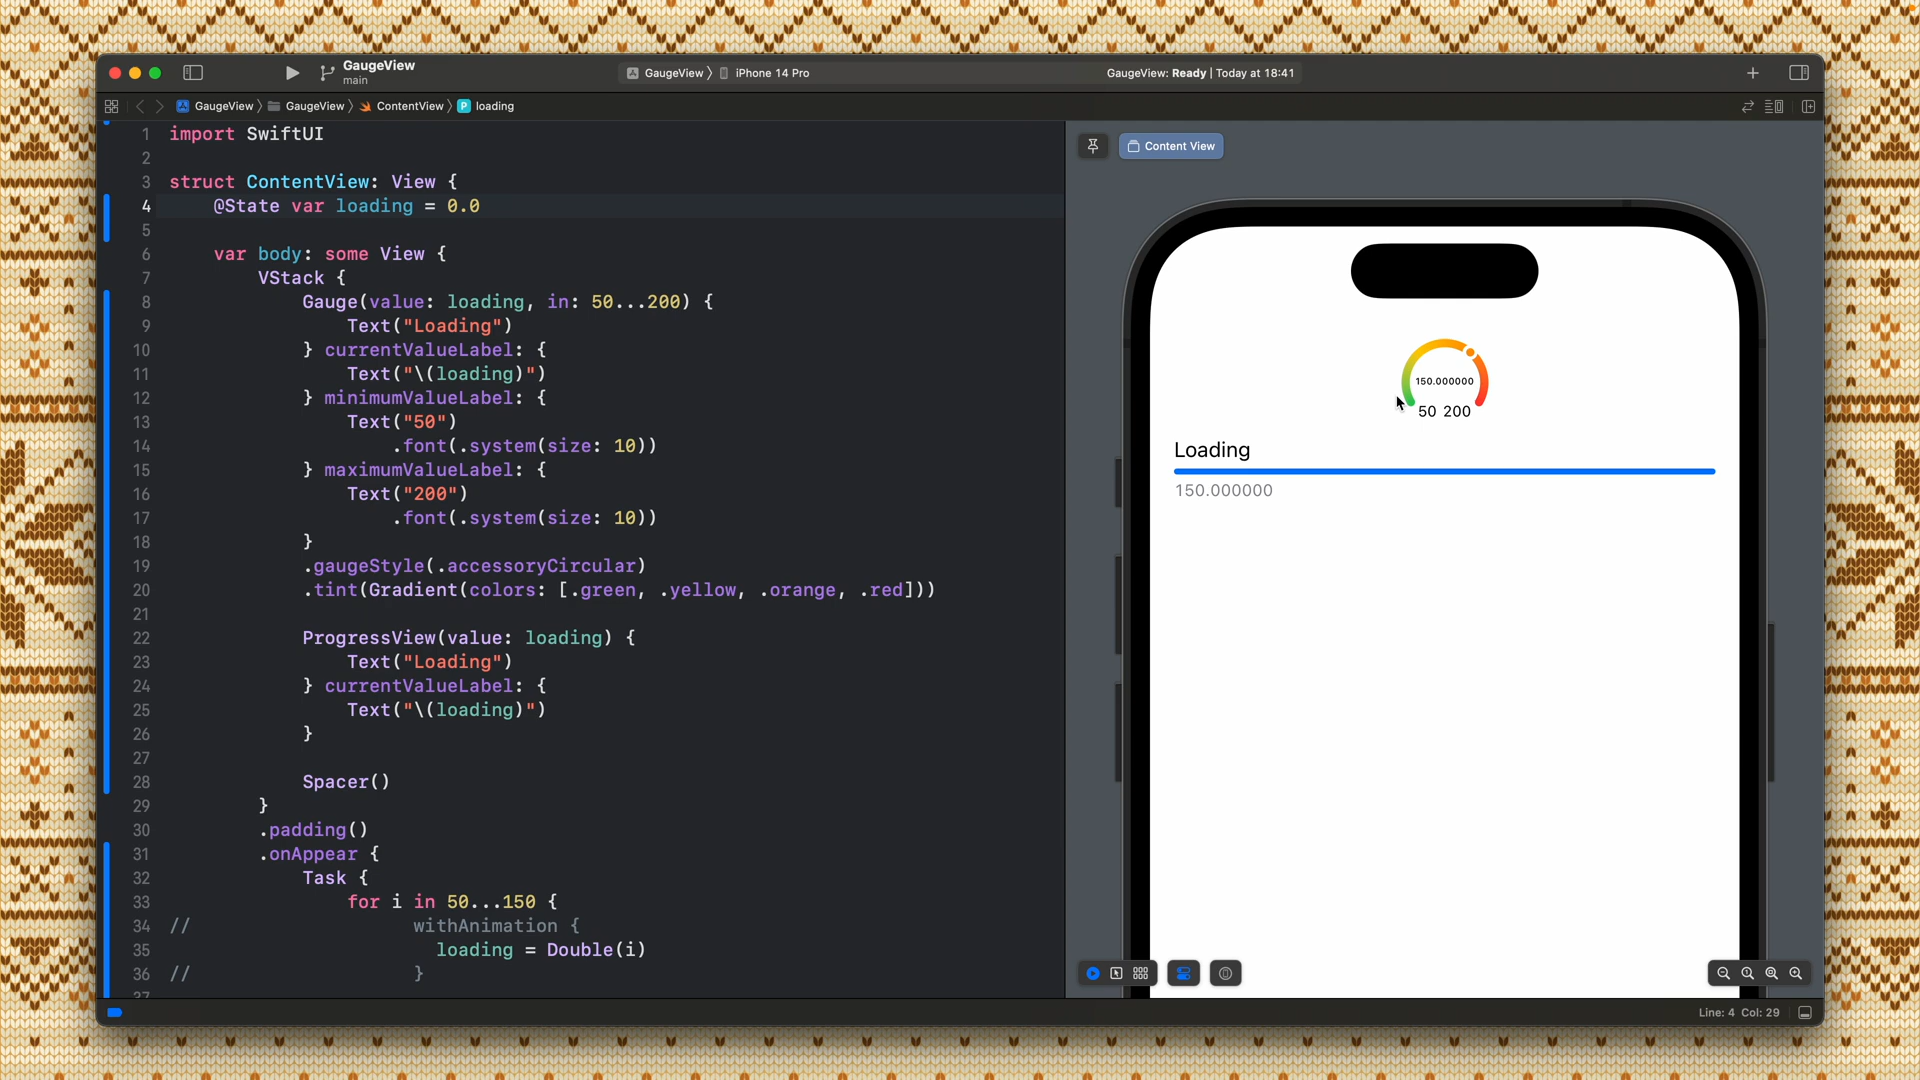 GaugeView
main
GaugeView 〉 iPhone 14 Pro
GaugeView: Ready | Today at 18:41
GaugeView 〉 GaugeView 〉 ContentView 〉 P loading
1 import SwiftUI
2
3 struct ContentView: View {
4 @State var loading = 0.0
5
6 var body: some View {
7 VStack {
8 Gauge(value: loading, in: 50...200) {
9 Text("Loading")
10 } currentValueLabel: {
11 Text("\(loading)")
12 } minimumValueLabel: {
13 Text("50")
14 .font(.system(size: 10))
15 } maximumValueLabel: {
16 Text("200")
17 .font(.system(size: 10))
18 }
19 .gaugeStyle(.accessoryCircular)
20 .tint(Gradient(colors: [.green, .yellow, .orange, .red]))
21
22 ProgressView(value: loading) {
23 Text("Loading")
24 } currentValueLabel: {
25 Text("\(loading)")
26 }
27
28 Spacer()
29 }
30 .padding()
31 .onAppear {
32 Task {
33 for i in 50...150 {
34 // withAnimation {
35 loading = Double(i)
36 // }
37
Content View
150.000000
50 200
Loading
150.000000
Line: 4 Col: 29